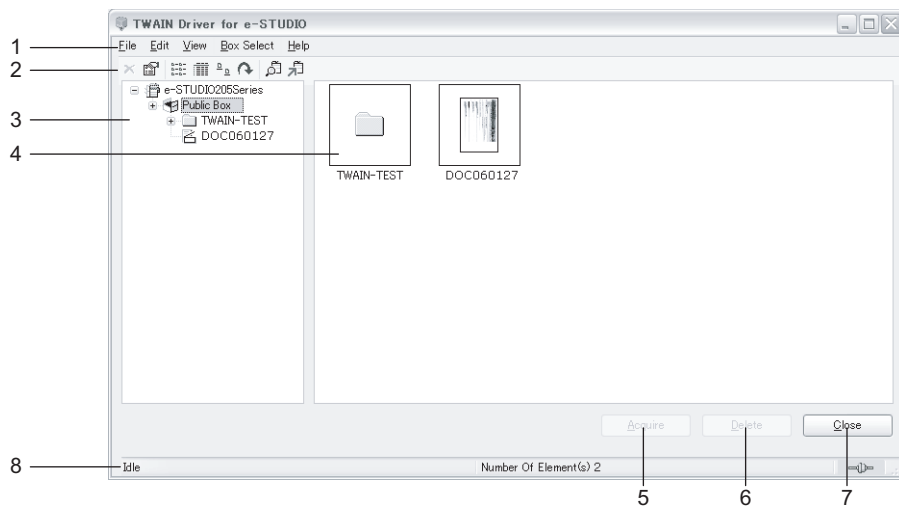 TWAIN Driver for e-STUDIO
1 File Edit View Box Select Help
2
e-STUDIO205Series
Public Box
3 TWAIN-TEST
DOC060127
4
TWAIN-TEST DOC060127
Acquire Delete Close
8 Idle Number Of Element(s) 2
5 6 7